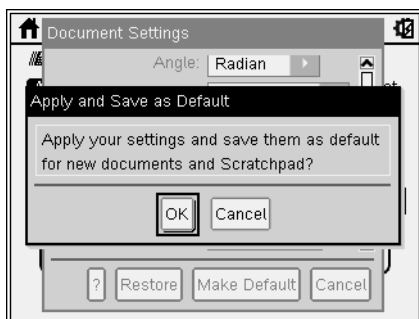 Document Settings
Angle: Radian
Apply and Save as Default
Apply your settings and save them as default
for new documents and Scratchpad?
OK Cancel
? Restore Make Default Cancel